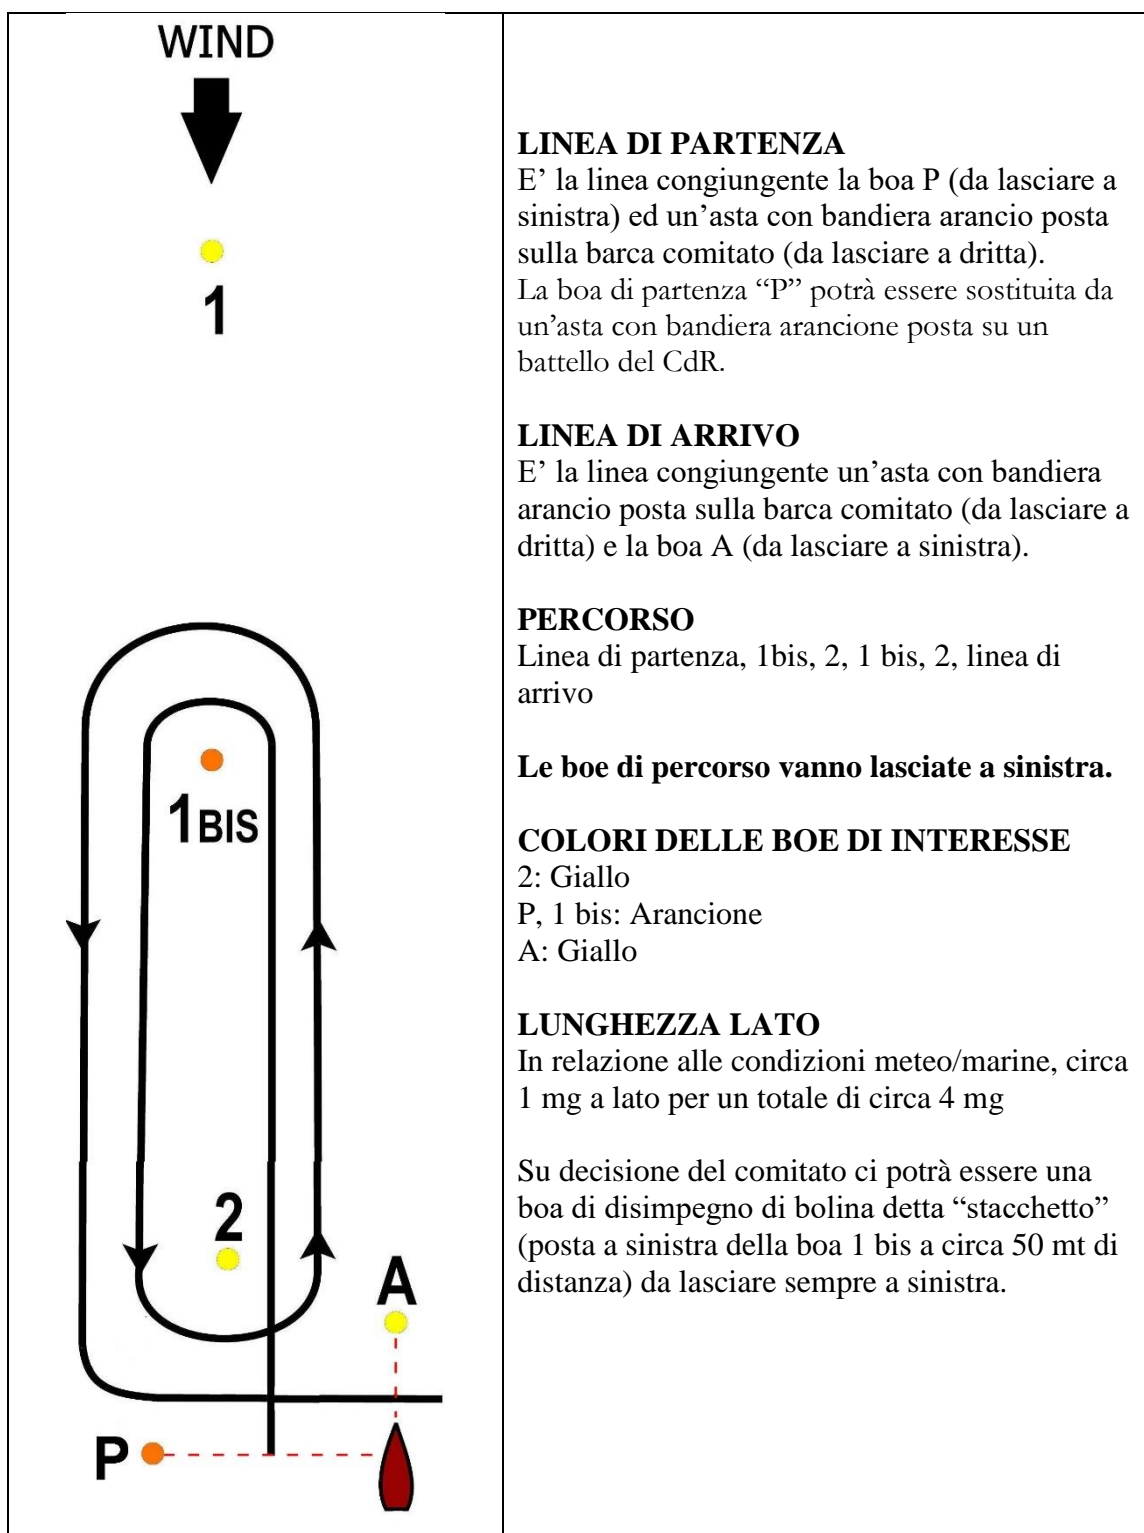 WIND
1
1BIS
2
A
P
LINEA DI PARTENZA
E’ la linea congiungente la boa P (da lasciare a
sinistra) ed un’asta con bandiera arancio posta
sulla barca comitato (da lasciare a dritta).
La boa di partenza “P” potrà essere sostituita da
un’asta con bandiera arancione posta su un
battello del CdR.
LINEA DI ARRIVO
E’ la linea congiungente un’asta con bandiera
arancio posta sulla barca comitato (da lasciare a
dritta) e la boa A (da lasciare a sinistra).
PERCORSO
Linea di partenza, 1bis, 2, 1 bis, 2, linea di
arrivo
Le boe di percorso vanno lasciate a sinistra.
COLORI DELLE BOE DI INTERESSE
2: Giallo
P, 1 bis: Arancione
A: Giallo
LUNGHEZZA LATO
In relazione alle condizioni meteo/marine, circa
1 mg a lato per un totale di circa 4 mg
Su decisione del comitato ci potrà essere una
boa di disimpegno di bolina detta “stacchetto”
(posta a sinistra della boa 1 bis a circa 50 mt di
distanza) da lasciare sempre a sinistra.